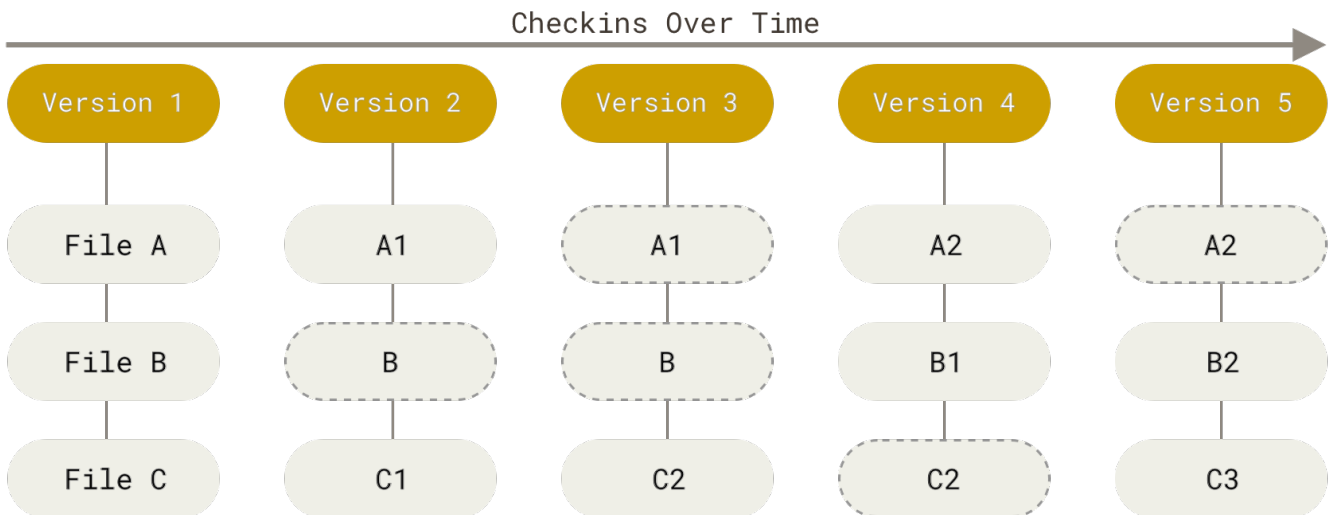 Checkins Over Time
Version 1 Version 2 Version 3 Version 4 Version 5
File A A1 A1 A2 A2
File B B B B1 B2
File C C1 C2 C2 C3